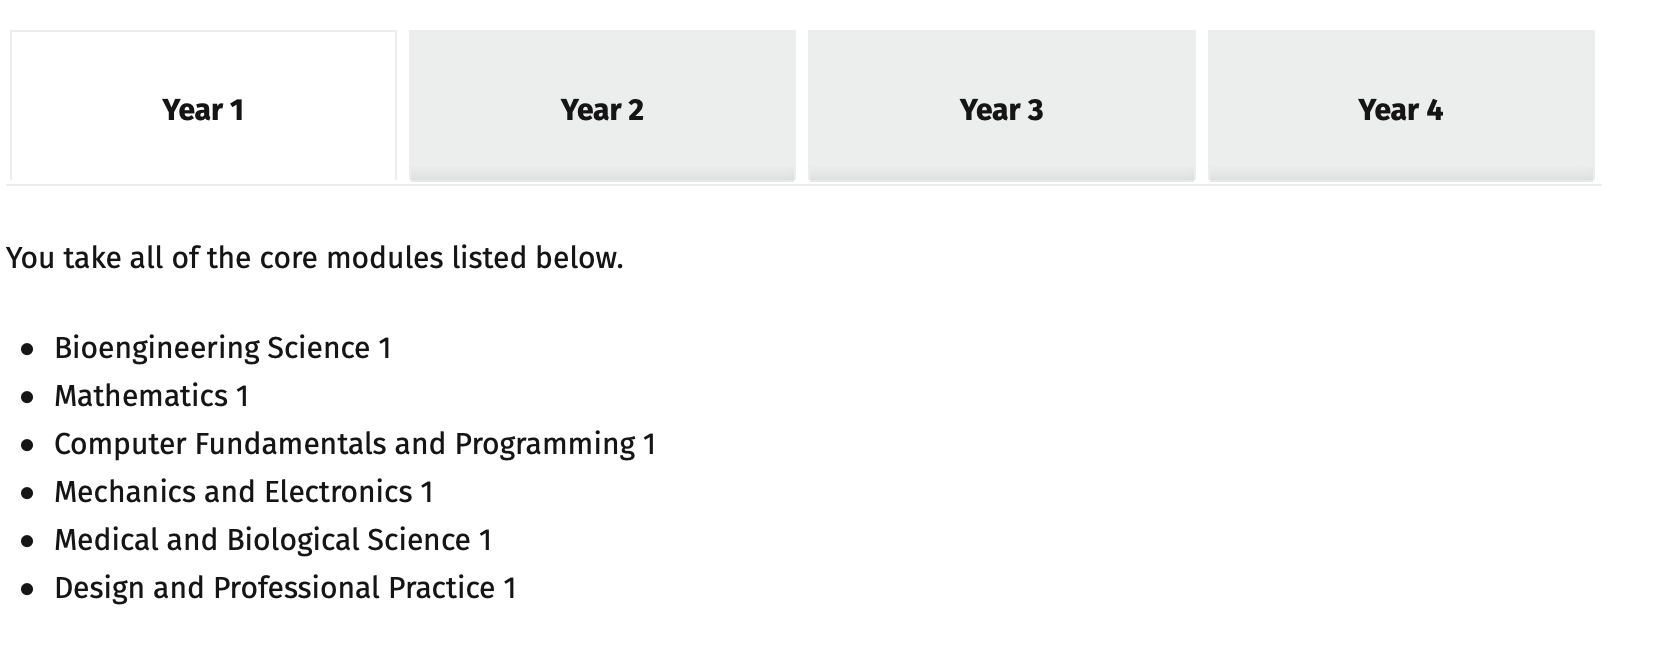 Year 1
Year 2
Year 3
Year 4
You take all of the core modules listed below.
• Bioengineering Science 1
• Mathematics 1
• Computer Fundamentals and Programming 1
• Mechanics and Electronics 1
• Medical and Biological Science 1
• Design and Professional Practice 1